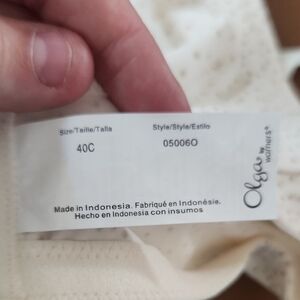 Size/Taille/Talla
40C
Style/Style/Estilo
05006O
Made in Indonesia. Fabriqué en Indonésie.
Hecho en Indonesia con insumos
Olga by
warners®